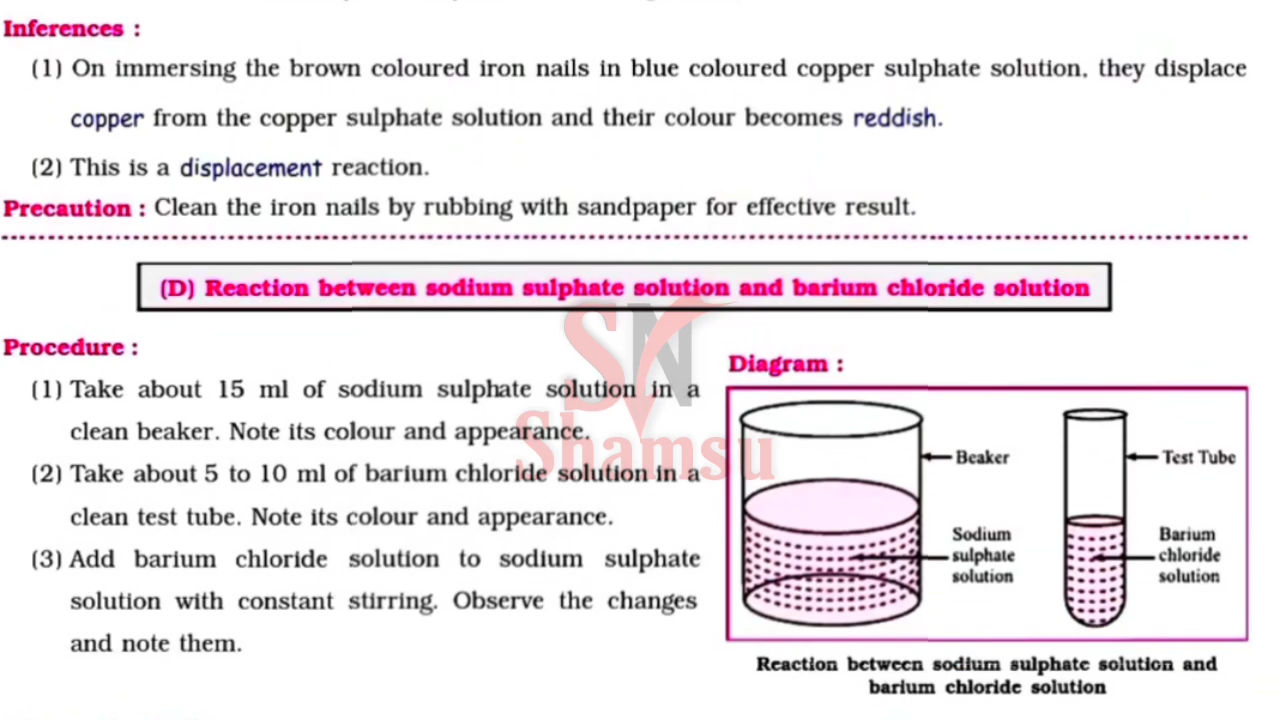 Inferences :
(1) On immersing the brown coloured iron nails in blue coloured copper sulphate solution, they displace
copper from the copper sulphate solution and their colour becomes reddish.
(2) This is a displacement reaction.
Precaution : Clean the iron nails by rubbing with sandpaper for effective result.
(D) Reaction between sodium sulphate solution and barium chloride solution
Procedure :
(1) Take about 15 ml of sodium sulphate solution in a
clean beaker. Note its colour and appearance.
(2) Take about 5 to 10 ml of barium chloride solution in a
clean test tube. Note its colour and appearance.
(3) Add barium chloride solution to sodium sulphate
solution with constant stirring. Observe the changes
and note them.
SN
Shamsu
Diagram :
Beaker
Sodium
sulphate
solution
Test Tube
Barium
chloride
solution
Reaction between sodium sulphate solution and
barium chloride solution